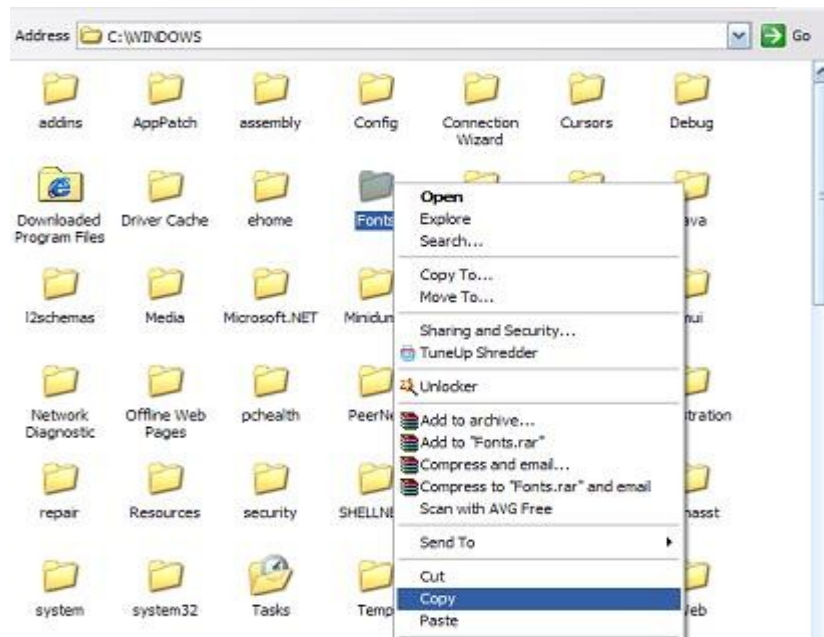 Address C:\WINDOWS Go
addins AppPatch assembly Config Connection Wizard Cursors Debug
Downloaded Program Files Driver Cache ehome Fonts
l2schemas Media Microsoft.NET
Network Diagnostic Offline Web Pages pchealth
repair Resources security
system system32 Tasks Temp
Open
Explore
Search...
Copy To...
Move To...
Sharing and Security...
TuneUp Shredder
Unlocker
Add to archive...
Add to "Fonts.rar"
Compress and email...
Compress to "Fonts.rar" and email
Scan with AVG Free
Send To
Cut
Copy
Paste